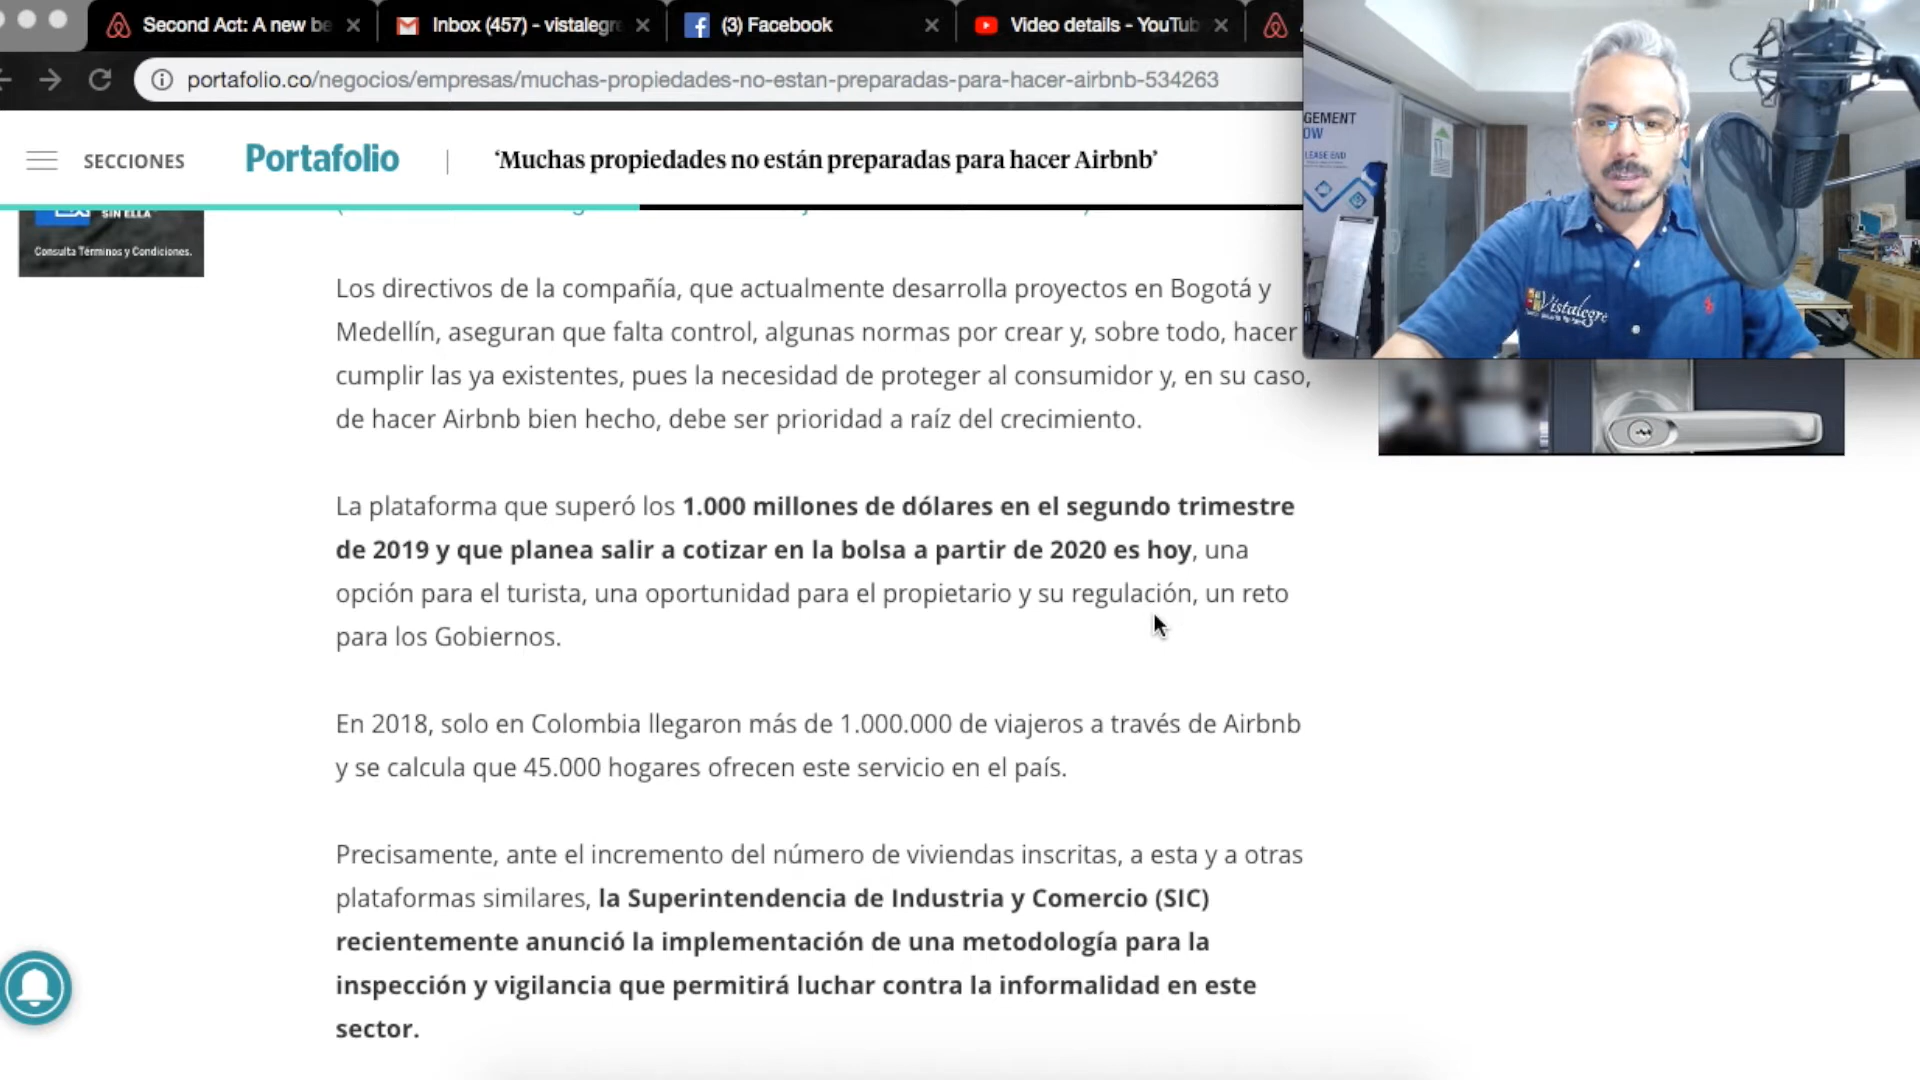 Second Act: A new be
Inbox (457) - vistalegre
(3) Facebook
Video details - YouTub
portafolio.co/negocios/empresas/muchas-propiedades-no-estan-preparadas-para-hacer-airbnb-534263
SECCIONES
Portafolio
'Muchas propiedades no están preparadas para hacer Airbnb'
SIN ELLA
Consulta Términos y Condiciones.
GEMENT
OW
LEASE END
Vistalegre
Los directivos de la compañía, que actualmente desarrolla proyectos en Bogotá y
Medellín, aseguran que falta control, algunas normas por crear y, sobre todo, hacer
cumplir las ya existentes, pues la necesidad de proteger al consumidor y, en su caso,
de hacer Airbnb bien hecho, debe ser prioridad a raíz del crecimiento.
La plataforma que superó los 1.000 millones de dólares en el segundo trimestre
de 2019 y que planea salir a cotizar en la bolsa a partir de 2020 es hoy, una
opción para el turista, una oportunidad para el propietario y su regulación, un reto
para los Gobiernos.
En 2018, solo en Colombia llegaron más de 1.000.000 de viajeros a través de Airbnb
y se calcula que 45.000 hogares ofrecen este servicio en el país.
Precisamente, ante el incremento del número de viviendas inscritas, a esta y a otras
plataformas similares, la Superintendencia de Industria y Comercio (SIC)
recientemente anunció la implementación de una metodología para la
inspección y vigilancia que permitirá luchar contra la informalidad en este
sector.